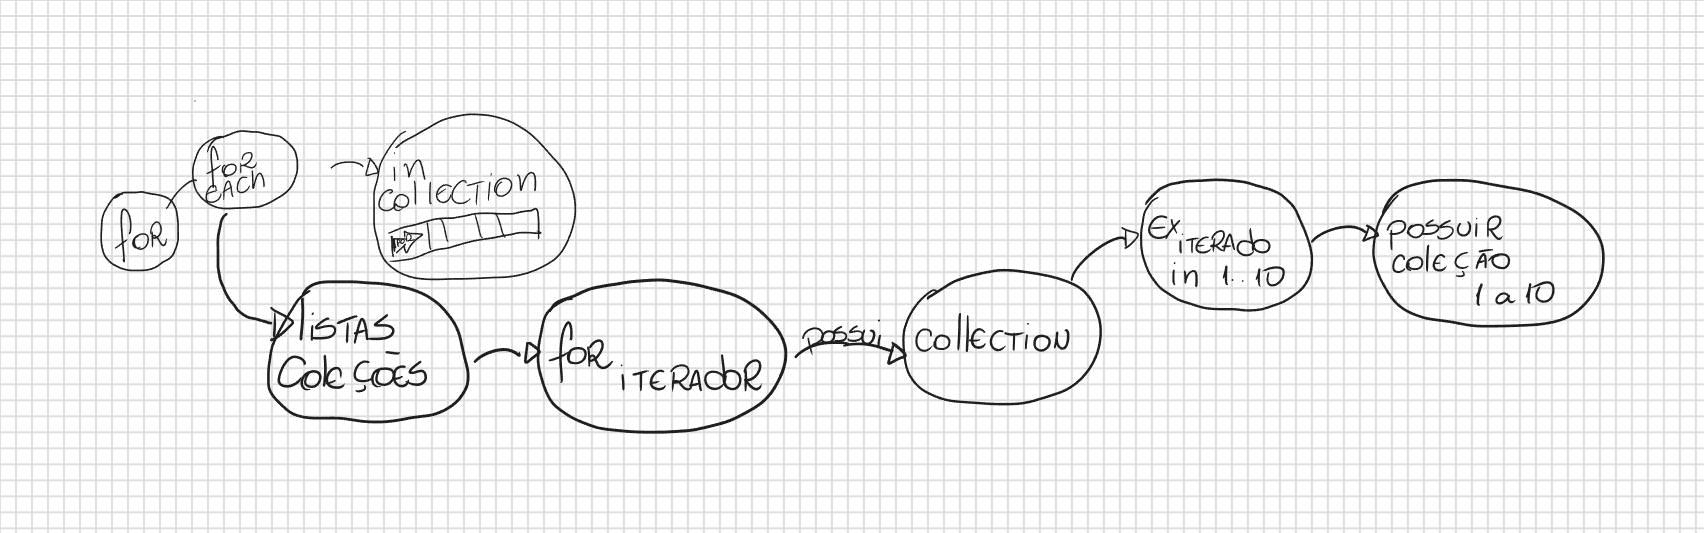 for
for
each
in
collection
listas
coleções
for
iterador
possui
collection
Ex
iterado
in 1..10
possuir
coleção
1 a 10